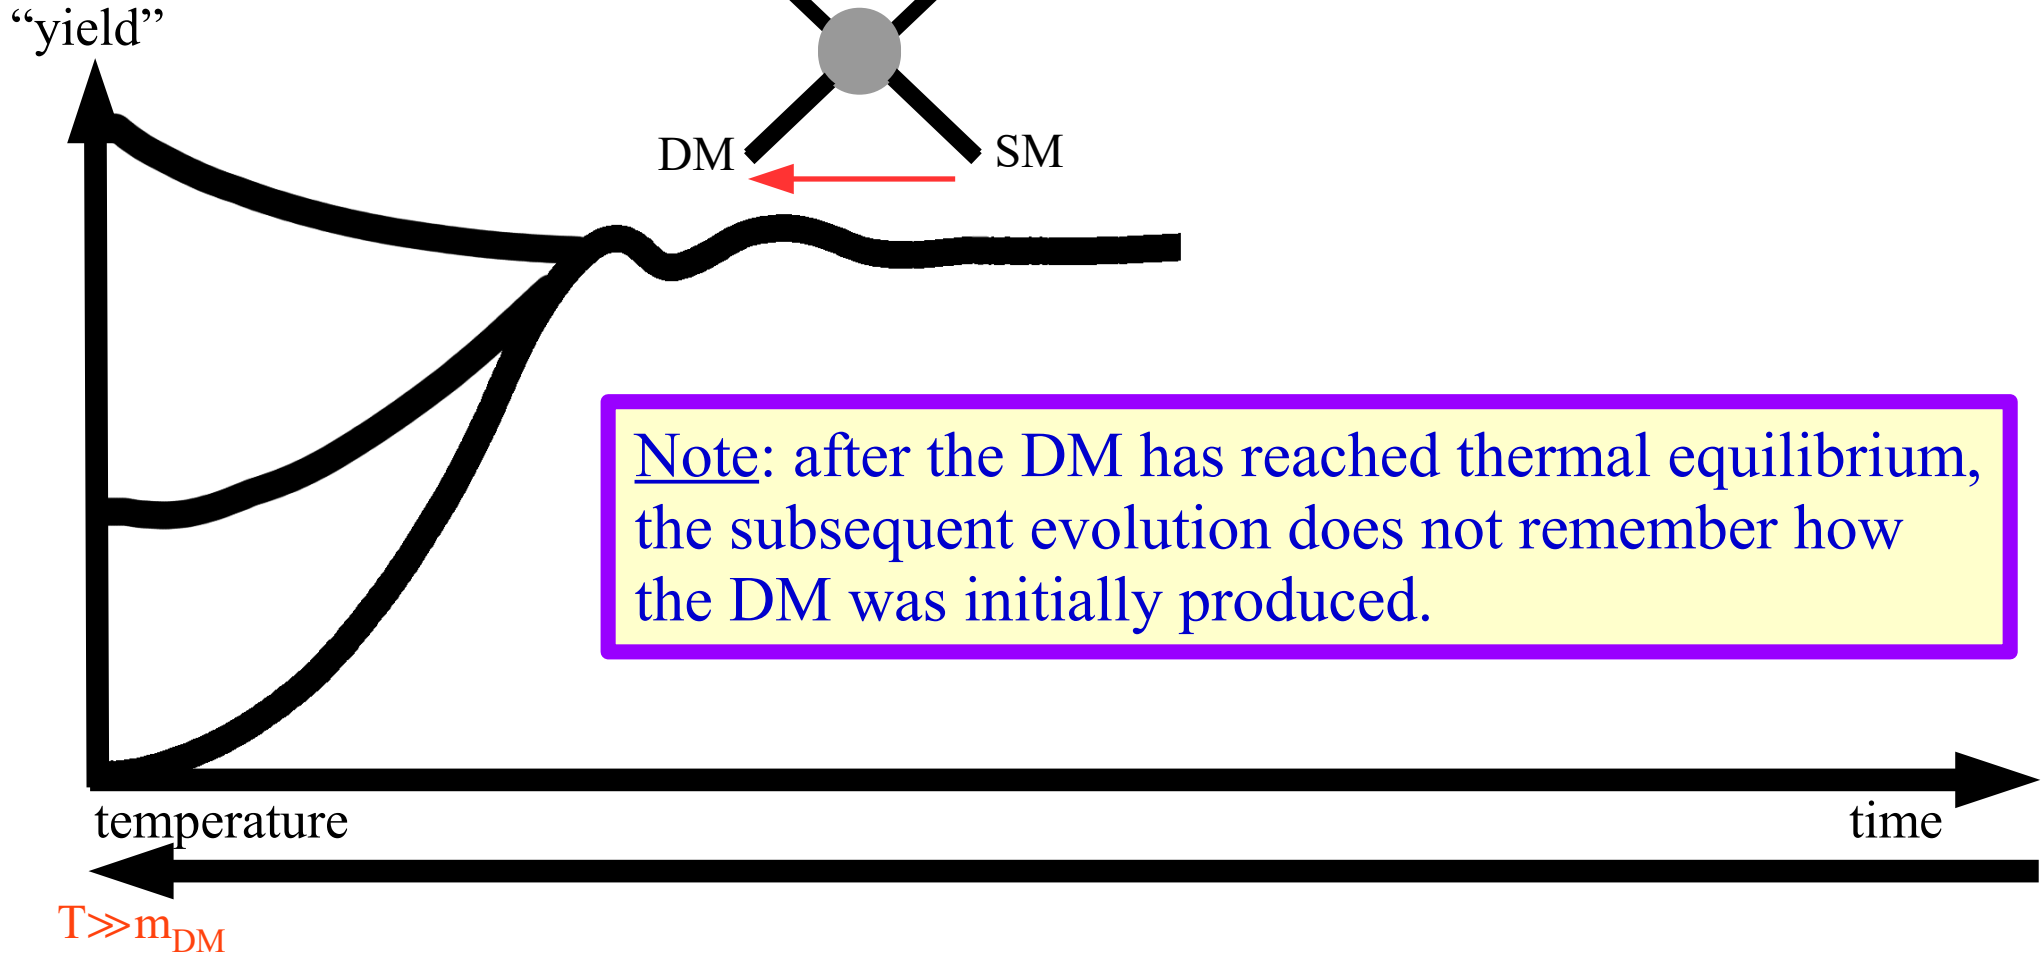 “yield”
DM
SM
Note: after the DM has reached thermal equilibrium,
the subsequent evolution does not remember how
the DM was initially produced.
temperature
time
T≫m_DM